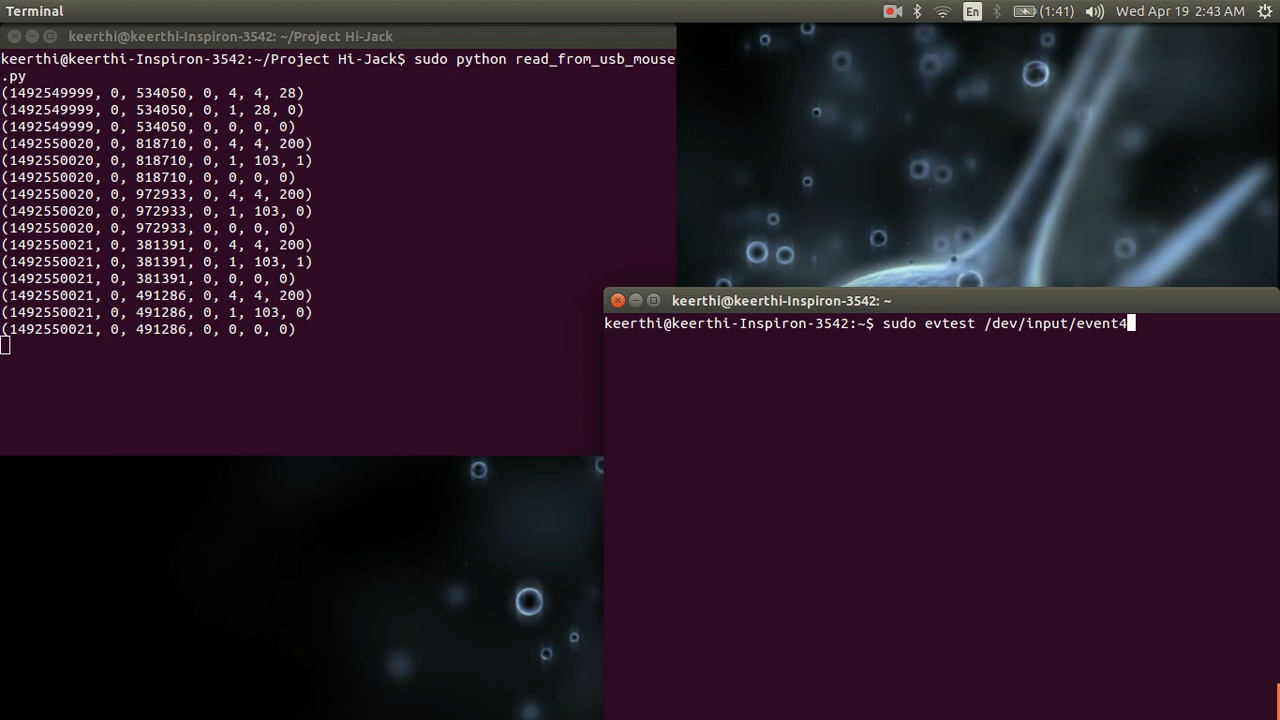 Terminal
En
(1:41)
Wed Apr 19 2:43 AM
keerthi@keerthi-Inspiron-3542: ~/Project Hi-Jack
keerthi@keerthi-Inspiron-3542:~/Project Hi-Jack$ sudo python read_from_usb_mouse
.py
(1492549999, 0, 534050, 0, 4, 4, 28)
(1492549999, 0, 534050, 0, 1, 28, 0)
(1492549999, 0, 534050, 0, 0, 0, 0)
(1492550020, 0, 818710, 0, 4, 4, 200)
(1492550020, 0, 818710, 0, 1, 103, 1)
(1492550020, 0, 818710, 0, 0, 0, 0)
(1492550020, 0, 972933, 0, 4, 4, 200)
(1492550020, 0, 972933, 0, 1, 103, 0)
(1492550020, 0, 972933, 0, 0, 0, 0)
(1492550021, 0, 381391, 0, 4, 4, 200)
(1492550021, 0, 381391, 0, 1, 103, 1)
(1492550021, 0, 381391, 0, 0, 0, 0)
(1492550021, 0, 491286, 0, 4, 4, 200)
(1492550021, 0, 491286, 0, 1, 103, 0)
(1492550021, 0, 491286, 0, 0, 0, 0)
keerthi@keerthi-Inspiron-3542: ~
keerthi@keerthi-Inspiron-3542:~$ sudo evtest /dev/input/event4